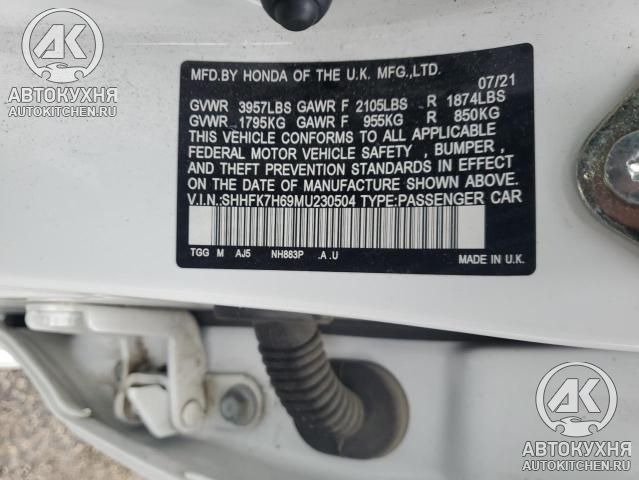 АВТОКУХНЯ
AUTOKITCHEN.RU
MFD.BY HONDA OF THE U.K. MFG.,LTD.
07/21
GVWR 3957LBS GAWR F 2105LBS R 1874LBS
GVWR 1795KG GAWR F 955KG R 850KG
THIS VEHICLE CONFORMS TO ALL APPLICABLE
FEDERAL MOTOR VEHICLE SAFETY , BUMPER ,
AND THEFT PREVENTION STANDARDS IN EFFECT
ON THE DATE OF MANUFACTURE SHOWN ABOVE.
V.I.N.:SHHFK7H69MU230504 TYPE:PASSENGER CAR
TGG M AJ5 NH883P .A .U
MADE IN U.K.
AK
АВТОКУХНЯ
AUTOKITCHEN.RU